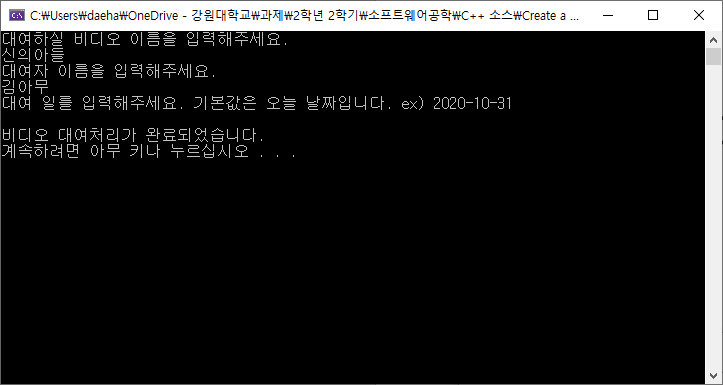 C:\Users\daeha\OneDrive - 강원대학교\과제\2학년 2학기\소프트웨어공학\C++ 소스\Create a ...
대여하실 비디오 이름을 입력해주세요.
신의아들
대여자 이름을 입력해주세요.
김아무
대여 일를 입력해주세요. 기본값은 오늘 날짜입니다. ex) 2020-10-31
비디오 대여처리가 완료되었습니다.
계속하려면 아무 키나 누르십시오 . . .